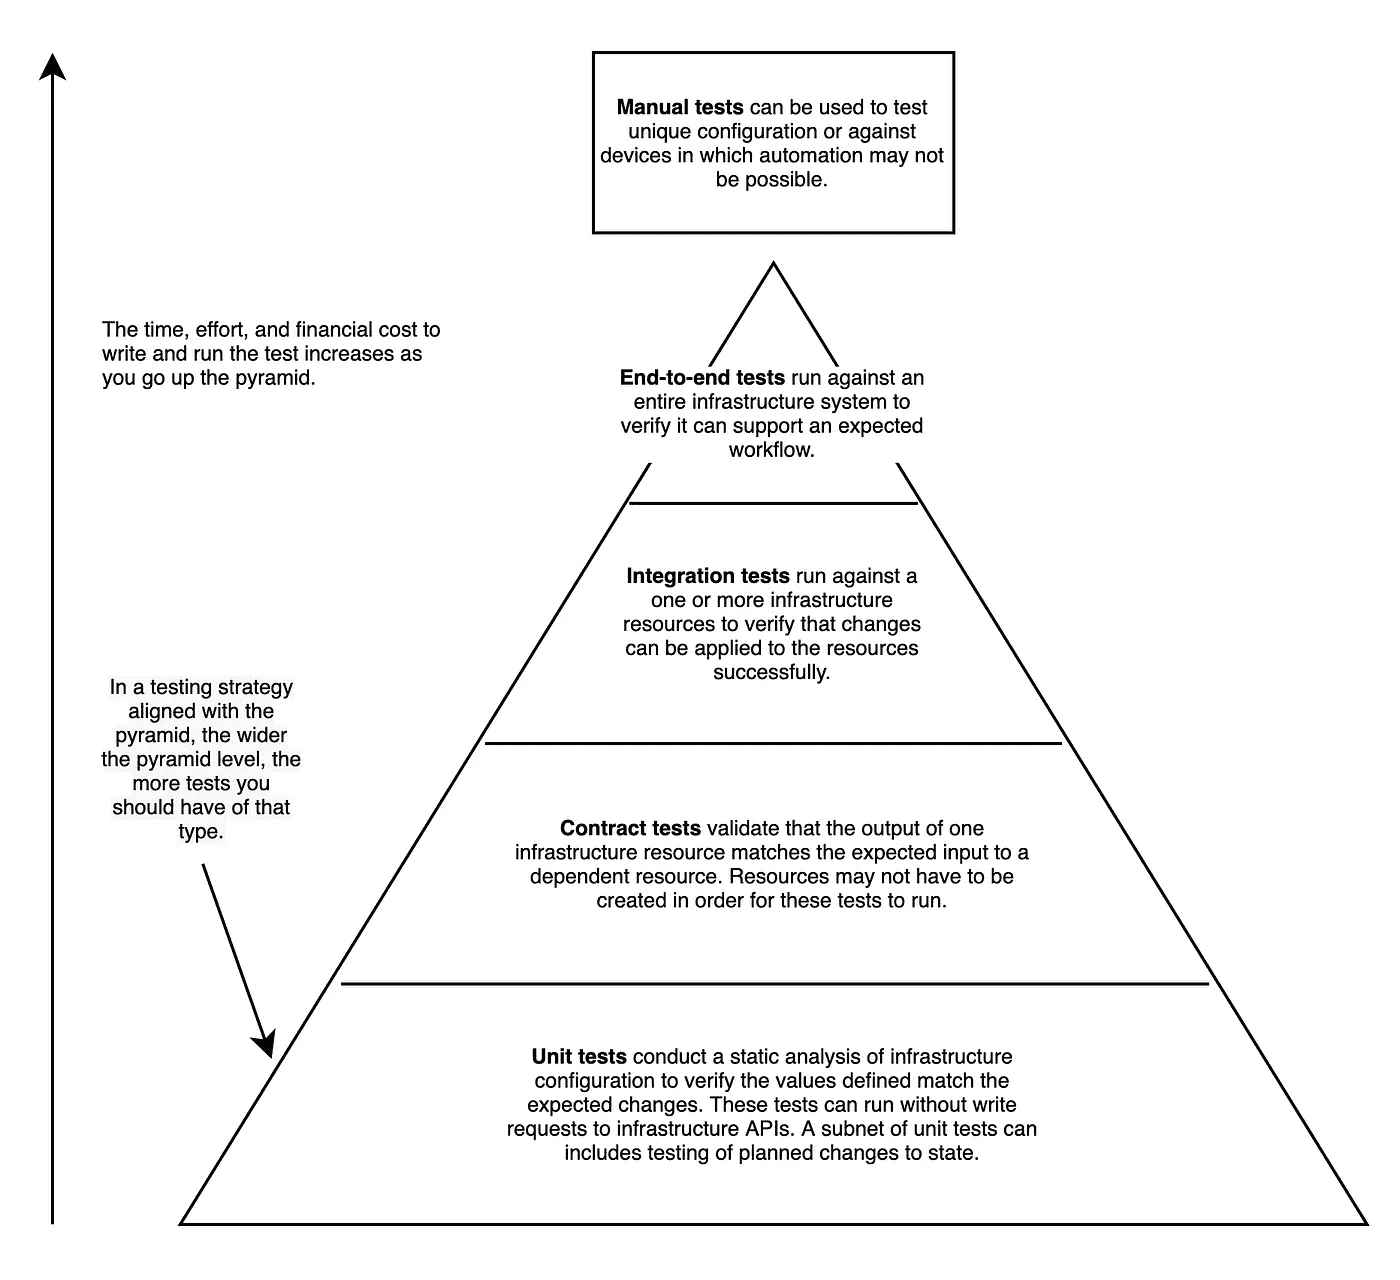 Manual tests can be used to test
unique configuration or against
devices in which automation may not
be possible.
The time, effort, and financial cost to
write and run the test increases as
you go up the pyramid.
End-to-end tests run against an
entire infrastructure system to
verify it can support an expected
workflow.
Integration tests run against a
one or more infrastructure
resources to verify that changes
can be applied to the resources
successfully.
In a testing strategy
aligned with the
pyramid, the wider
the pyramid level, the
more tests you
should have of that
type.
Contract tests validate that the output of one
infrastructure resource matches the expected input to a
dependent resource. Resources may not have to be
created in order for these tests to run.
Unit tests conduct a static analysis of infrastructure
configuration to verify the values defined match the
expected changes. These tests can run without write
requests to infrastructure APIs. A subnet of unit tests can
includes testing of planned changes to state.